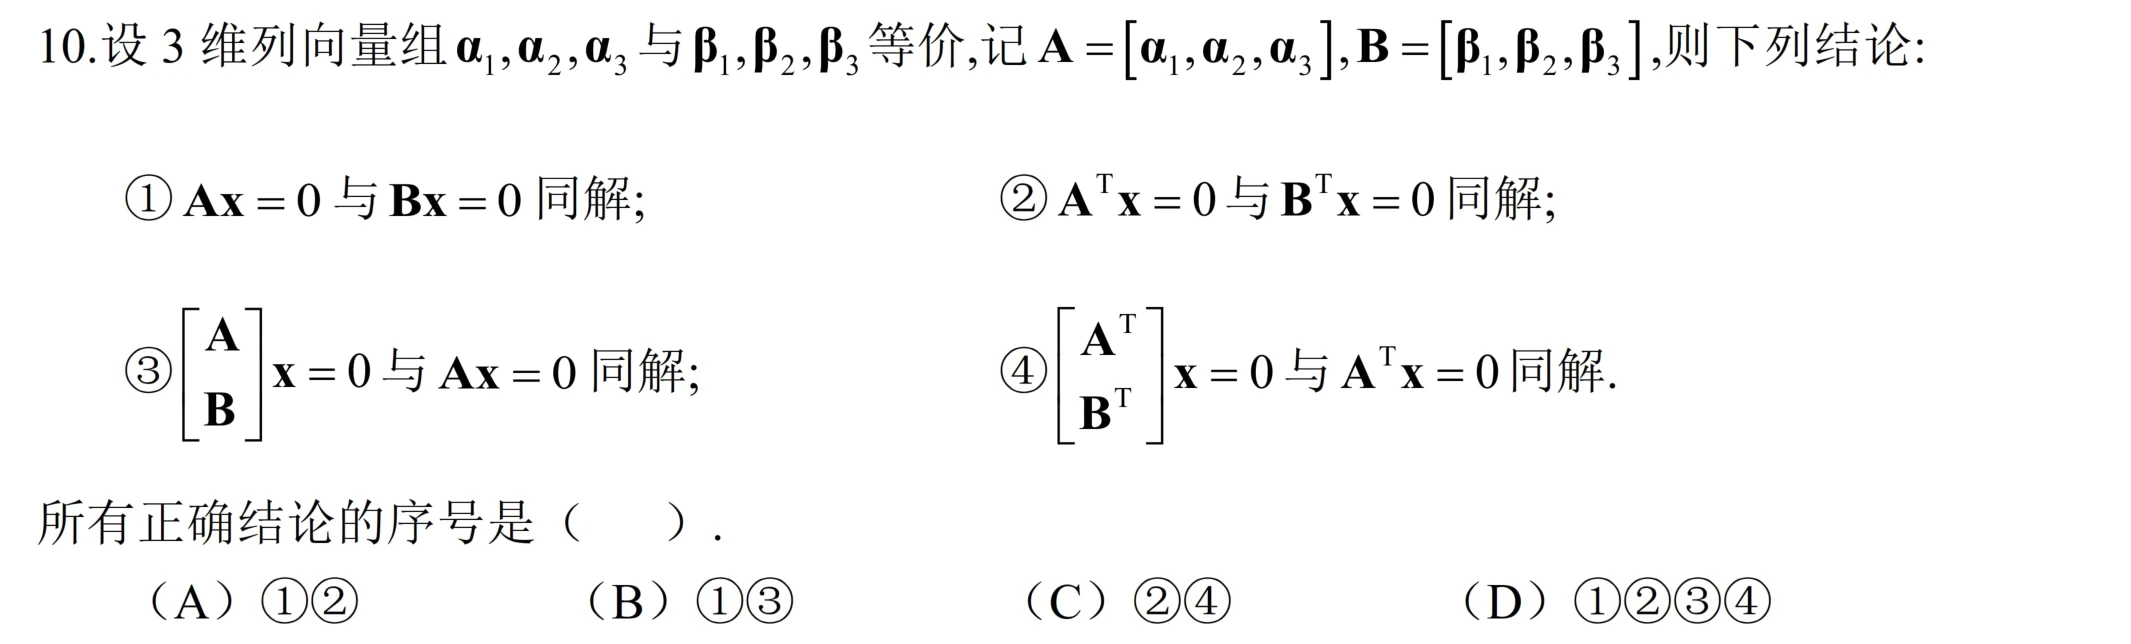 10.设 3 维列向量组 α₁,α₂,α₃ 与 β₁,β₂,β₃ 等价,记 A = [α₁,α₂,α₃],B = [β₁,β₂,β₃],则下列结论:
① Ax = 0 与 Bx = 0 同解; ② Aᵀx = 0 与 Bᵀx = 0 同解;
③ [A B] x = 0 与 Ax = 0 同解; ④ [Aᵀ Bᵀ] x = 0 与 Aᵀx = 0 同解.
所有正确结论的序号是（ ）.
（A）①② （B）①③ （C）②④ （D）①②③④